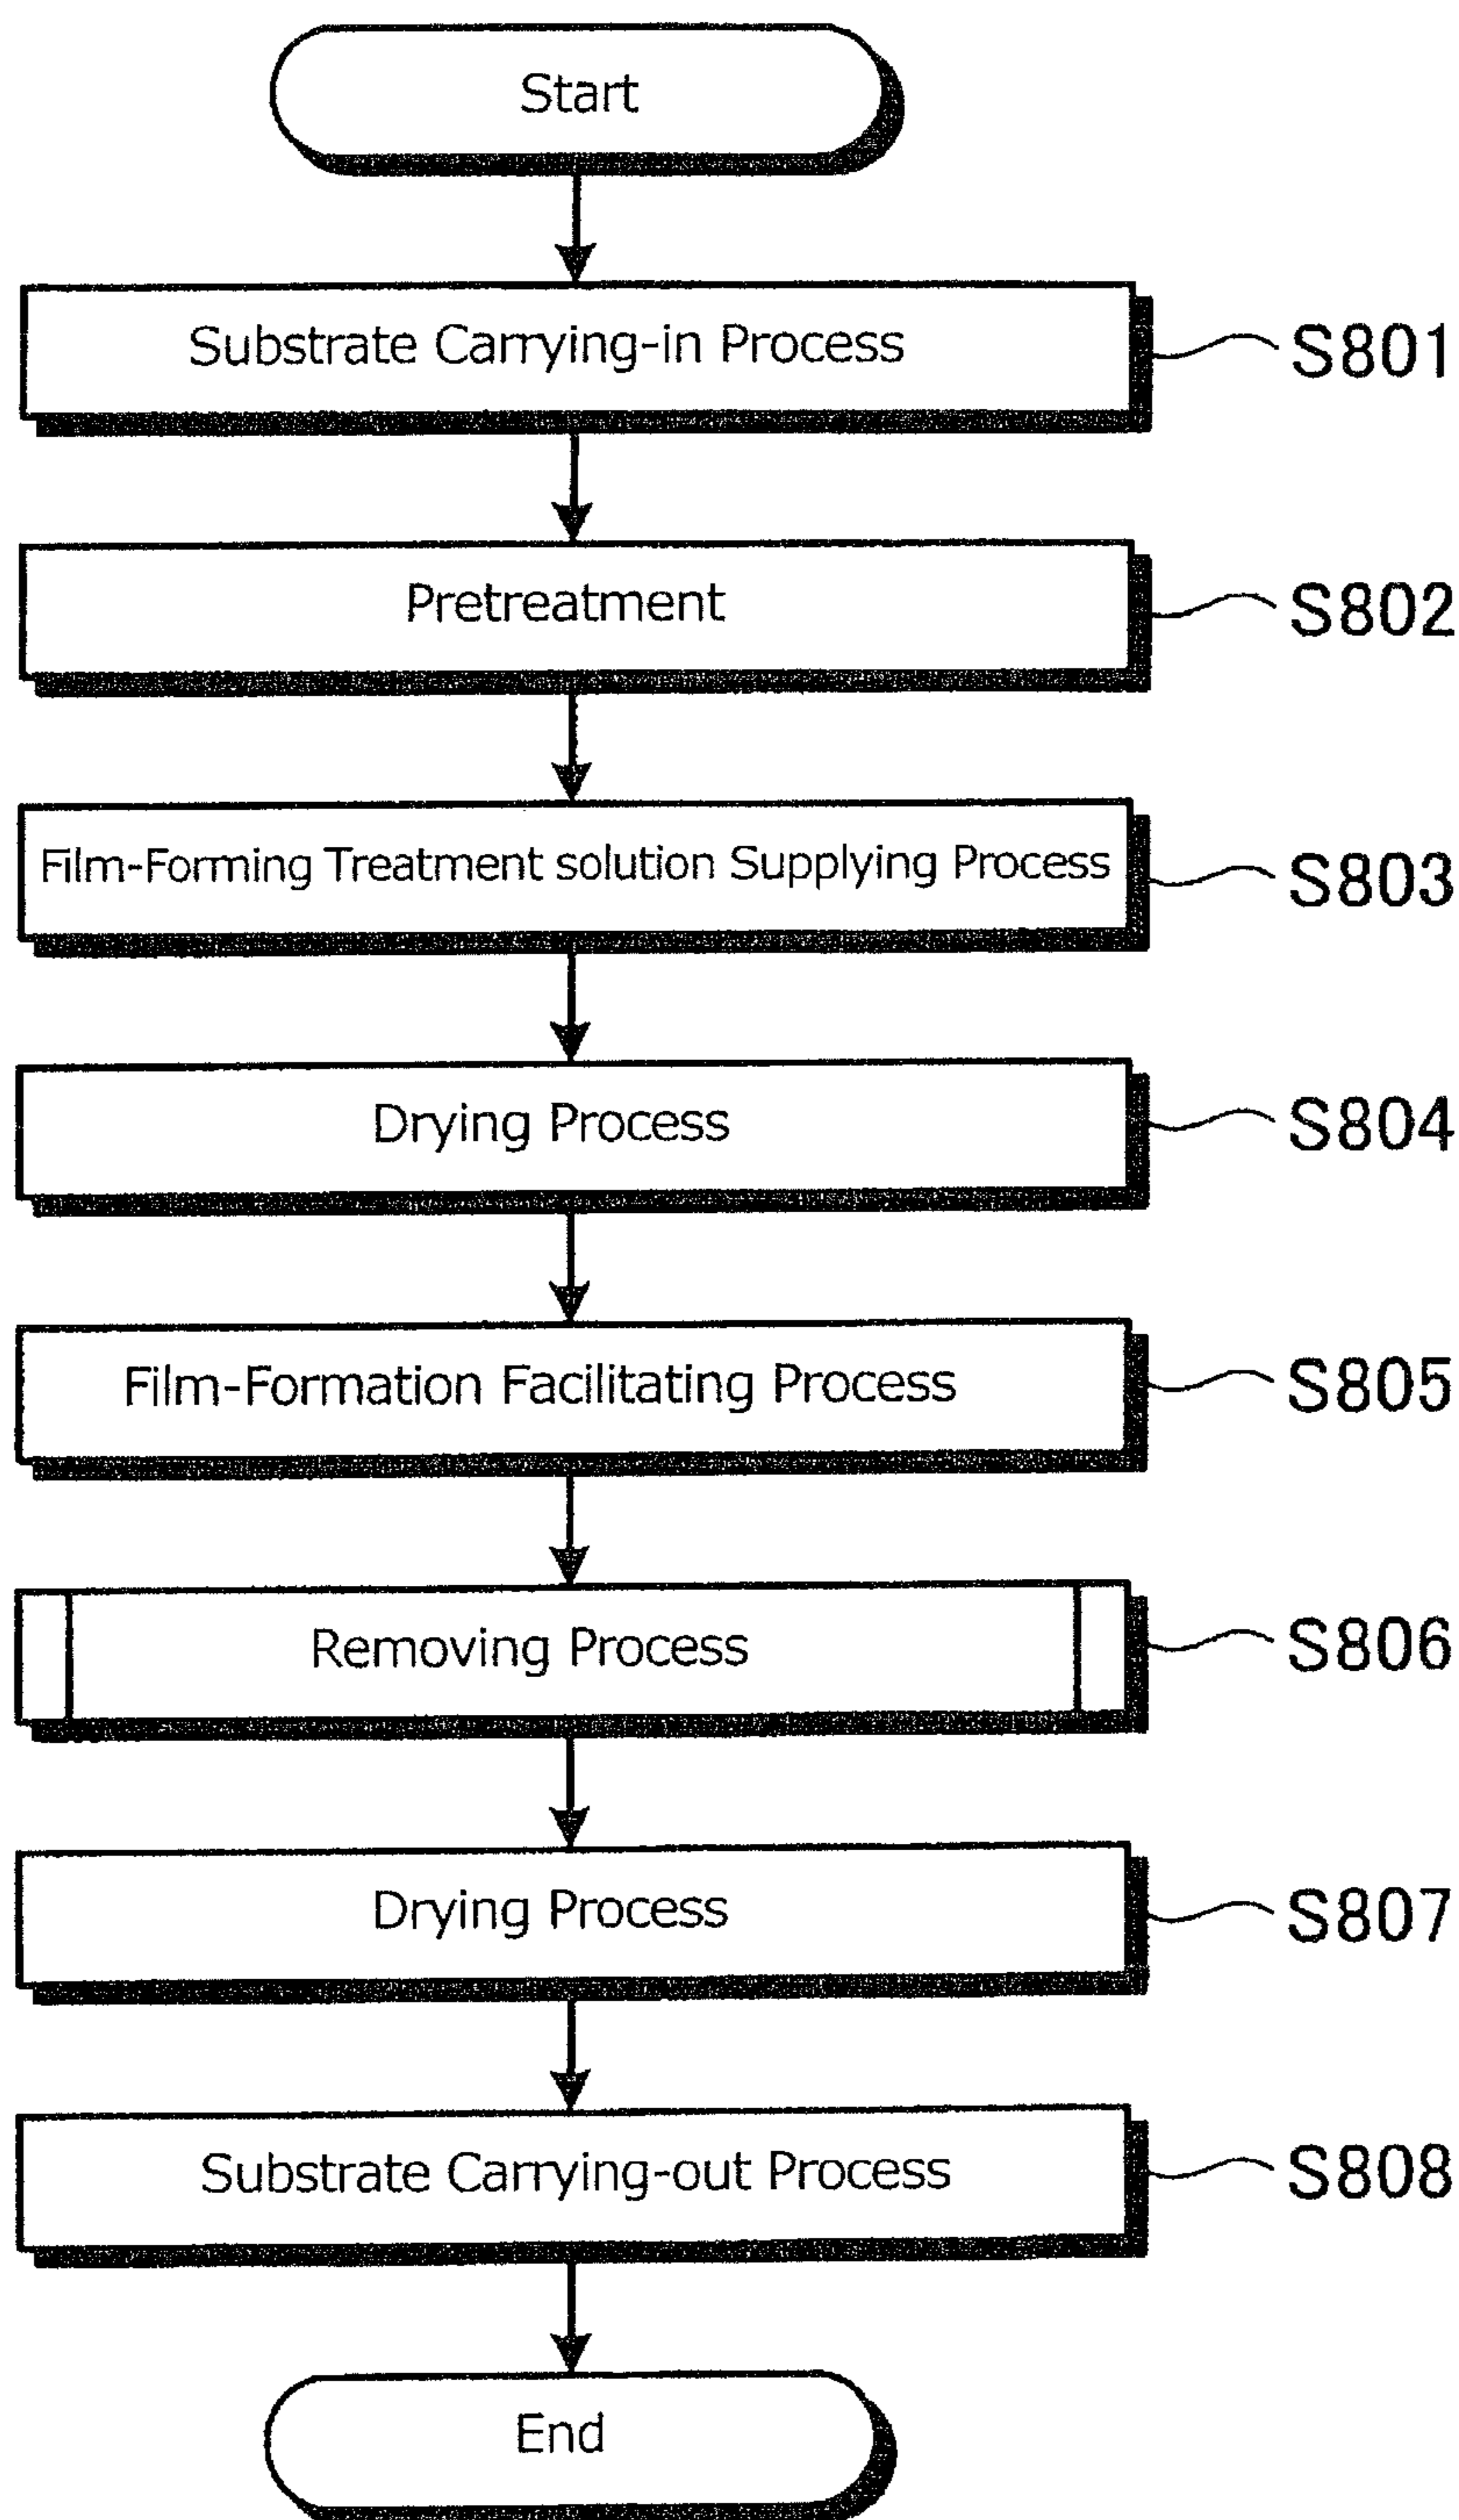 Start
Substrate Carrying-in Process
S801
Pretreatment
S802
Film-Forming Treatment solution Supplying Process
S803
Drying Process
S804
Film-Formation Facilitating Process
S805
Removing Process
S806
Drying Process
S807
Substrate Carrying-out Process
S808
End